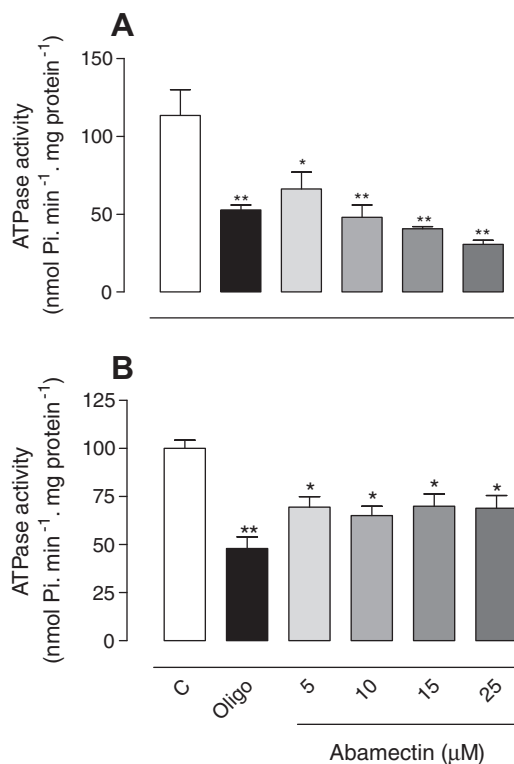 A
ATPase activity
(nmol Pi. min⁻¹. mg protein⁻¹)
150
100
50
0
**
*
**
**
**
B
ATPase activity
(nmol Pi. min⁻¹. mg protein⁻¹)
125
100
75
50
25
0
**
*
*
*
*
C
Oligo
5
10
15
25
Abamectin (μM)